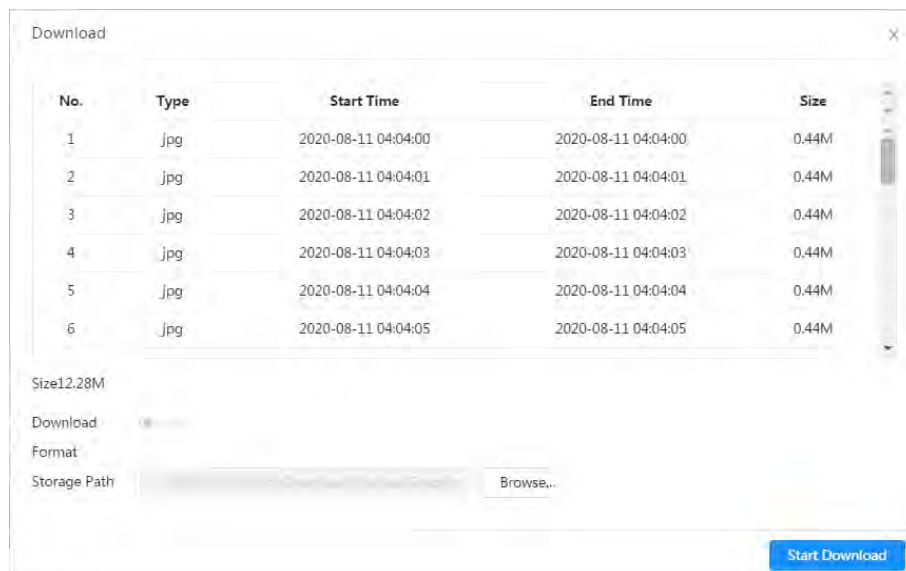 Download
No. Type Start Time End Time Size
1 jpg 2020-08-11 04:04:00 2020-08-11 04:04:00 0.44M
2 jpg 2020-08-11 04:04:01 2020-08-11 04:04:01 0.44M
3 jpg 2020-08-11 04:04:02 2020-08-11 04:04:02 0.44M
4 jpg 2020-08-11 04:04:03 2020-08-11 04:04:03 0.44M
5 jpg 2020-08-11 04:04:04 2020-08-11 04:04:04 0.44M
6 jpg 2020-08-11 04:04:05 2020-08-11 04:04:05 0.44M
Size12.28M
Download
Format
Storage Path Browse...
Start Download